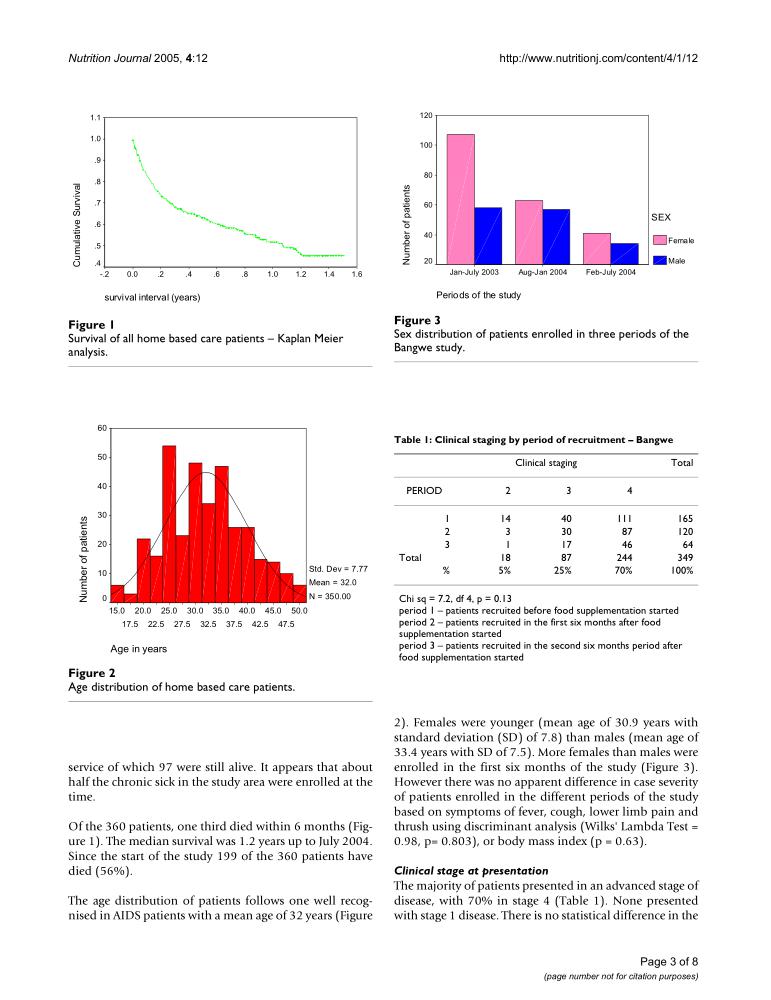 Nutrition Journal 2005, 4:12
http://www.nutritionj.com/content/4/1/12
1.1
1.0
.9
.8
.7
.6
.5
.4
Cumulative Survival
-.2 0.0 .2 .4 .6 .8 1.0 1.2 1.4 1.6
survival interval (years)
Figure 1
Survival of all home based care patients – Kaplan Meier
analysis.
60
50
40
30
20
10
0
Number of patients
Std. Dev = 7.77
Mean = 32.0
N = 350.00
15.0 20.0 25.0 30.0 35.0 40.0 45.0 50.0
17.5 22.5 27.5 32.5 37.5 42.5 47.5
Age in years
Figure 2
Age distribution of home based care patients.
service of which 97 were still alive. It appears that about
half the chronic sick in the study area were enrolled at the
time.
Of the 360 patients, one third died within 6 months (Fig-
ure 1). The median survival was 1.2 years up to July 2004.
Since the start of the study 199 of the 360 patients have
died (56%).
The age distribution of patients follows one well recog-
nised in AIDS patients with a mean age of 32 years (Figure
120
100
80
60
40
20
Number of patients
SEX
Female
Male
Jan-July 2003 Aug-Jan 2004 Feb-July 2004
Periods of the study
Figure 3
Sex distribution of patients enrolled in three periods of the
Bangwe study.
Table 1: Clinical staging by period of recruitment – Bangwe
Clinical staging Total
PERIOD 2 3 4
1 14 40 111 165
2 3 30 87 120
3 1 17 46 64
Total 18 87 244 349
% 5% 25% 70% 100%
Chi sq = 7.2, df 4, p = 0.13
period 1 – patients recruited before food supplementation started
period 2 – patients recruited in the first six months after food
supplementation started
period 3 – patients recruited in the second six months period after
food supplementation started
2). Females were younger (mean age of 30.9 years with
standard deviation (SD) of 7.8) than males (mean age of
33.4 years with SD of 7.5). More females than males were
enrolled in the first six months of the study (Figure 3).
However there was no apparent difference in case severity
of patients enrolled in the different periods of the study
based on symptoms of fever, cough, lower limb pain and
thrush using discriminant analysis (Wilks' Lambda Test =
0.98, p= 0.803), or body mass index (p = 0.63).
Clinical stage at presentation
The majority of patients presented in an advanced stage of
disease, with 70% in stage 4 (Table 1). None presented
with stage 1 disease. There is no statistical difference in the
Page 3 of 8
(page number not for citation purposes)